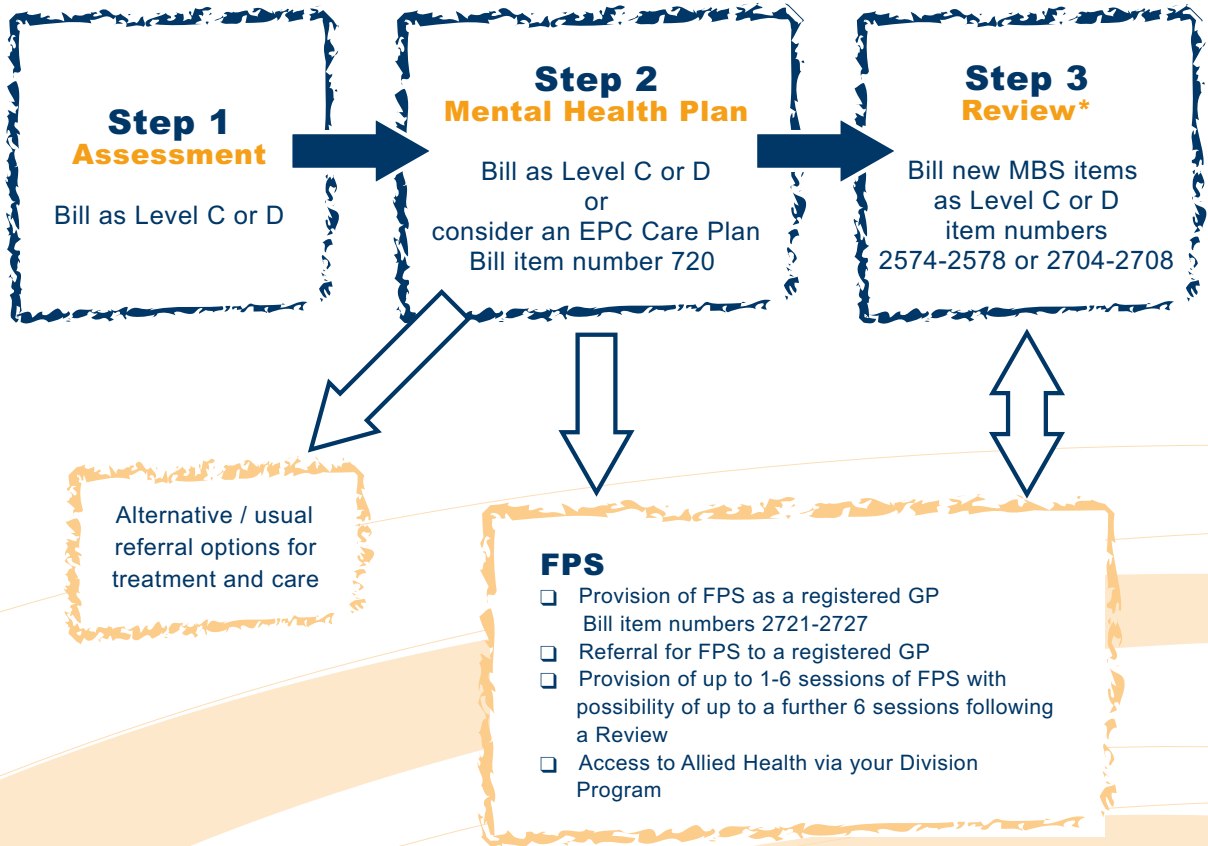 Step 1
Assessment
Bill as Level C or D
Step 2
Mental Health Plan
Bill as Level C or D
or
consider an EPC Care Plan
Bill item number 720
Step 3
Review*
Bill new MBS items
as Level C or D
item numbers
2574-2578 or 2704-2708
Alternative / usual
referral options for
treatment and care
FPS
❏ Provision of FPS as a registered GP
Bill item numbers 2721-2727
❏ Referral for FPS to a registered GP
❏ Provision of up to 1-6 sessions of FPS with
possibility of up to a further 6 sessions following
a Review
❏ Access to Allied Health via your Division
Program